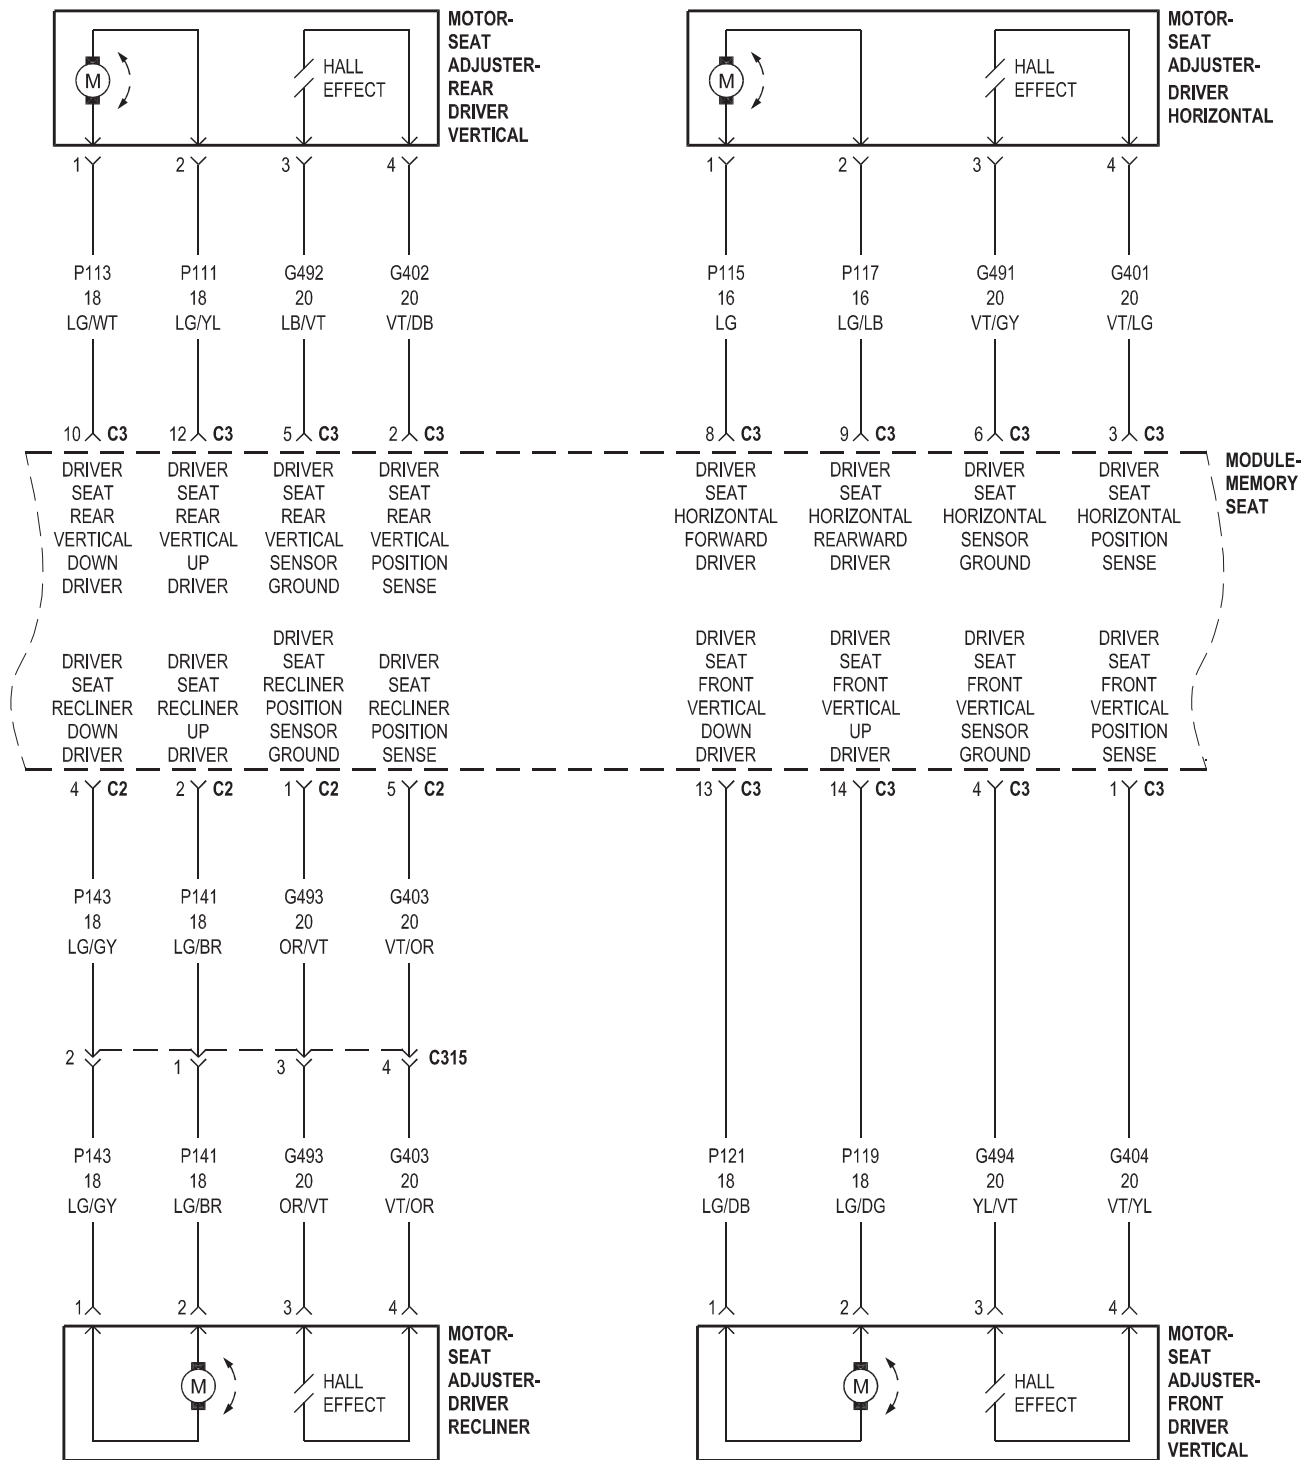 MOTOR-
SEAT
ADJUSTER-
REAR
DRIVER
VERTICAL
M
HALL
EFFECT
MOTOR-
SEAT
ADJUSTER-
DRIVER
HORIZONTAL
M
HALL
EFFECT
1 2 3 4 1 2 3 4
P113 P111 G492 G402 P115 P117 G491 G401
18 18 20 20 16 16 20 20
LG/WT LG/YL LB/VT VT/DB LG LG/LB VT/GY VT/LG
10 C3 12 C3 5 C3 2 C3 8 C3 9 C3 6 C3 3 C3
MODULE-
MEMORY
SEAT
DRIVER DRIVER DRIVER DRIVER DRIVER DRIVER DRIVER DRIVER
SEAT SEAT SEAT SEAT SEAT SEAT SEAT SEAT
REAR REAR REAR REAR HORIZONTAL HORIZONTAL HORIZONTAL HORIZONTAL
VERTICAL VERTICAL VERTICAL VERTICAL FORWARD REARWARD SENSOR POSITION
DOWN UP SENSOR POSITION DRIVER DRIVER GROUND SENSE
DRIVER DRIVER GROUND SENSE
DRIVER DRIVER DRIVER DRIVER DRIVER
DRIVER DRIVER SEAT DRIVER SEAT SEAT SEAT SEAT
SEAT SEAT RECLINER SEAT FRONT FRONT FRONT FRONT
RECLINER RECLINER POSITION RECLINER VERTICAL VERTICAL VERTICAL VERTICAL
DOWN UP SENSOR POSITION DOWN UP SENSOR POSITION
DRIVER DRIVER GROUND SENSE DRIVER DRIVER GROUND SENSE
4 C2 2 C2 1 C2 5 C2 13 C3 14 C3 4 C3 1 C3
P143 P141 G493 G403
18 18 20 20
LG/GY LG/BR OR/VT VT/OR
2 1 3 4 C315
P143 P141 G493 G403 P121 P119 G494 G404
18 18 20 20 18 18 20 20
LG/GY LG/BR OR/VT VT/OR LG/DB LG/DG YL/VT VT/YL
1 2 3 4 1 2 3 4
M
HALL
EFFECT
MOTOR-
SEAT
ADJUSTER-
DRIVER
RECLINER
M
HALL
EFFECT
MOTOR-
SEAT
ADJUSTER-
FRONT
DRIVER
VERTICAL